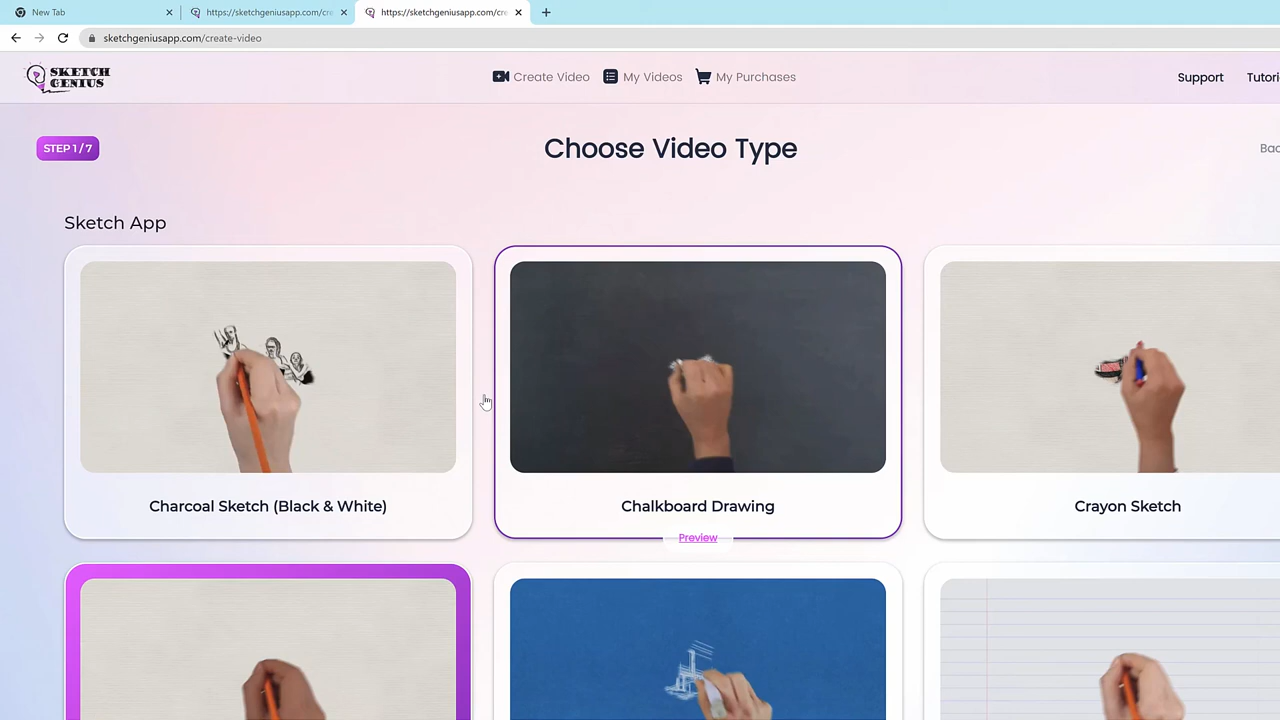 New Tab
https://sketchgeniusapp.com/cre
https://sketchgeniusapp.com/cre
sketchgeniusapp.com/create-video
SKETCH
GENIUS
Create Video
My Videos
My Purchases
Support
Tutori
STEP 1 / 7
Choose Video Type
Bac
Sketch App
Charcoal Sketch (Black & White)
Chalkboard Drawing
Crayon Sketch
Preview